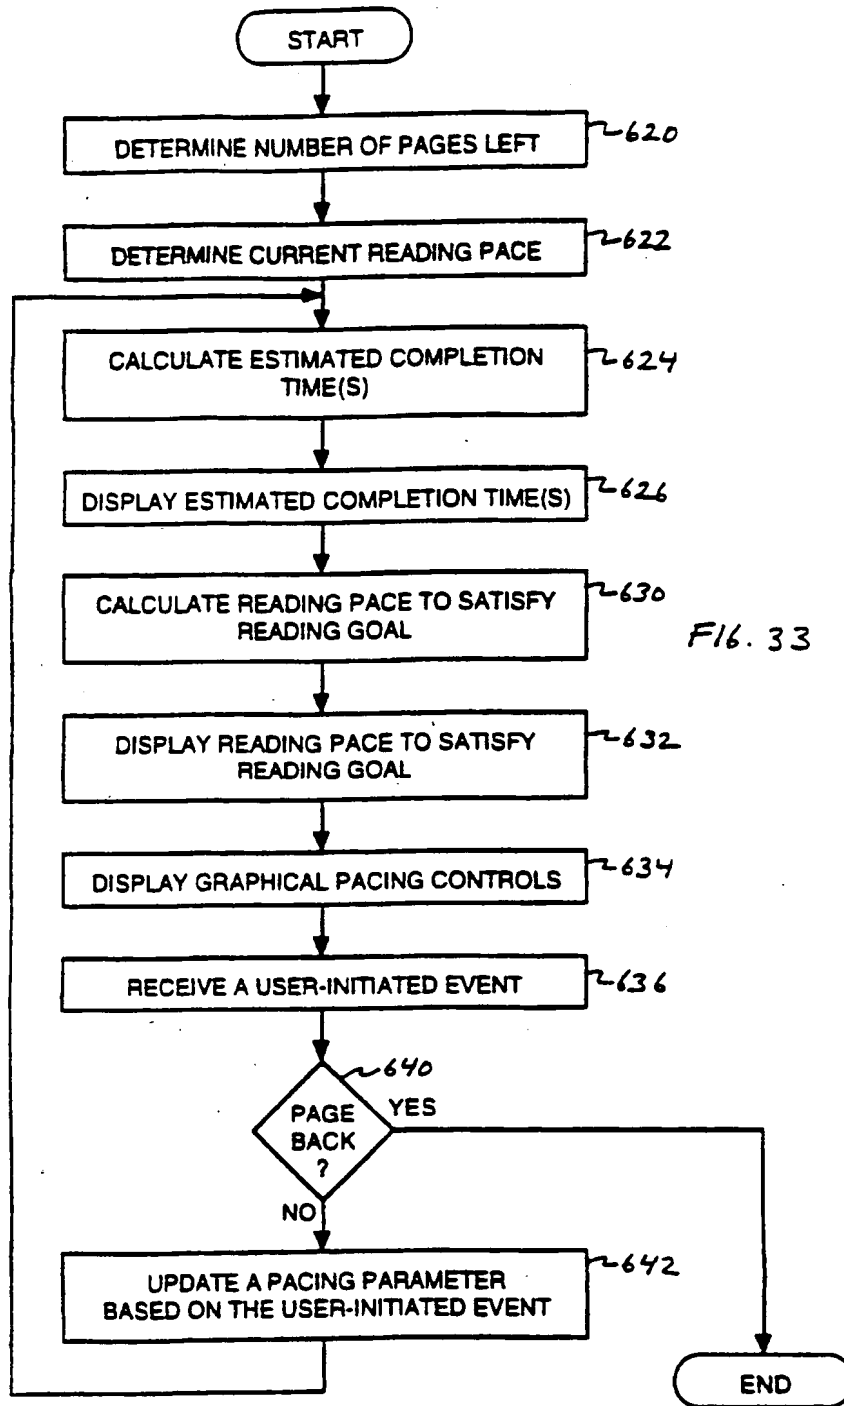 START
DETERMINE NUMBER OF PAGES LEFT
620
DETERMINE CURRENT READING PACE
622
CALCULATE ESTIMATED COMPLETION
TIME(S)
624
DISPLAY ESTIMATED COMPLETION TIME(S)
626
CALCULATE READING PACE TO SATISFY
READING GOAL
630
FIG. 33
DISPLAY READING PACE TO SATISFY
READING GOAL
632
DISPLAY GRAPHICAL PACING CONTROLS
634
RECEIVE A USER-INITIATED EVENT
636
640
PAGE
BACK
?
YES
NO
UPDATE A PACING PARAMETER
BASED ON THE USER-INITIATED EVENT
642
END